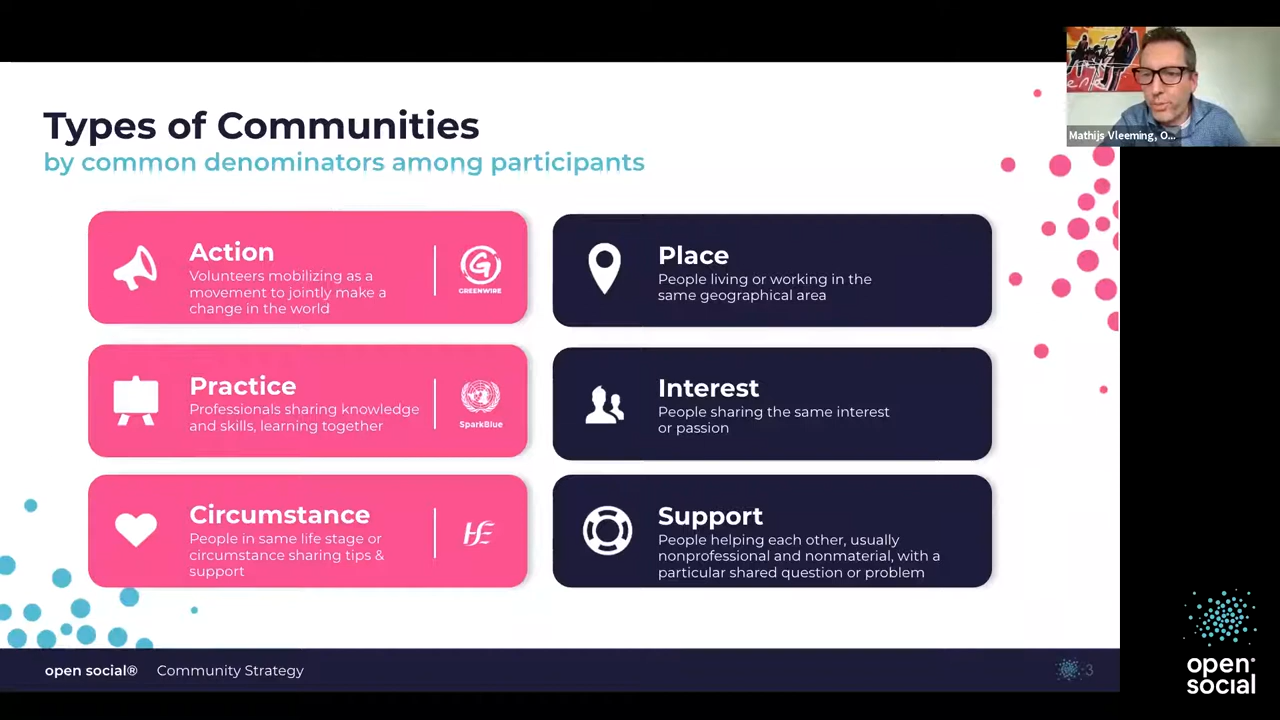 Types of Communities
by common denominators among participants
Action
Volunteers mobilizing as a
movement to jointly make a
change in the world
GREENWIRE
Place
People living or working in the
same geographical area
Practice
Professionals sharing knowledge
and skills, learning together
SparkBlue
Interest
People sharing the same interest
or passion
Circumstance
People in same life stage or
circumstance sharing tips &
support
Support
People helping each other, usually
nonprofessional and nonmaterial, with a
particular shared question or problem
open social® Community Strategy
3
Mathijs Vleeming, O...
open
social